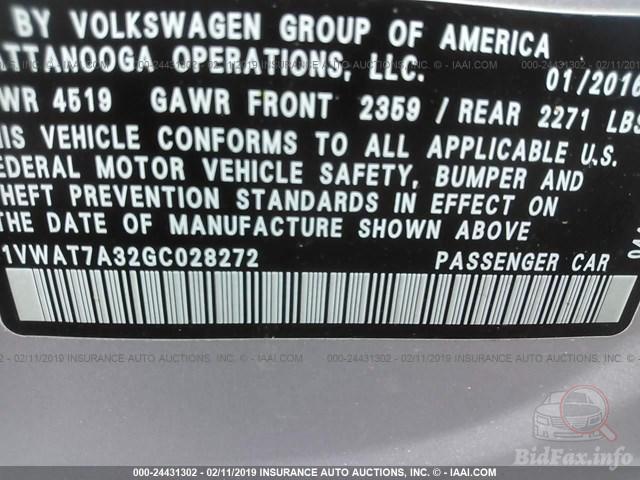 BY VOLKSWAGEN GROUP OF AMERICA
ATTANOOGA OPERATIONS, LLC. 01/2016
WR 4519 GAWR FRONT 2359 / REAR 2271 LBS
IS VEHICLE CONFORMS TO ALL APPLICABLE U.S.
EDERAL MOTOR VEHICLE SAFETY, BUMPER AND
HEFT PREVENTION STANDARDS IN EFFECT ON
THE DATE OF MANUFACTURE SHOWN ABOVE
1VWAT7A32GC028272 PASSENGER CAR
000-24431302 - 02/11/2019 INSURANCE AUTO AUCTIONS, INC. - © IAAI.COM
BidFax.info